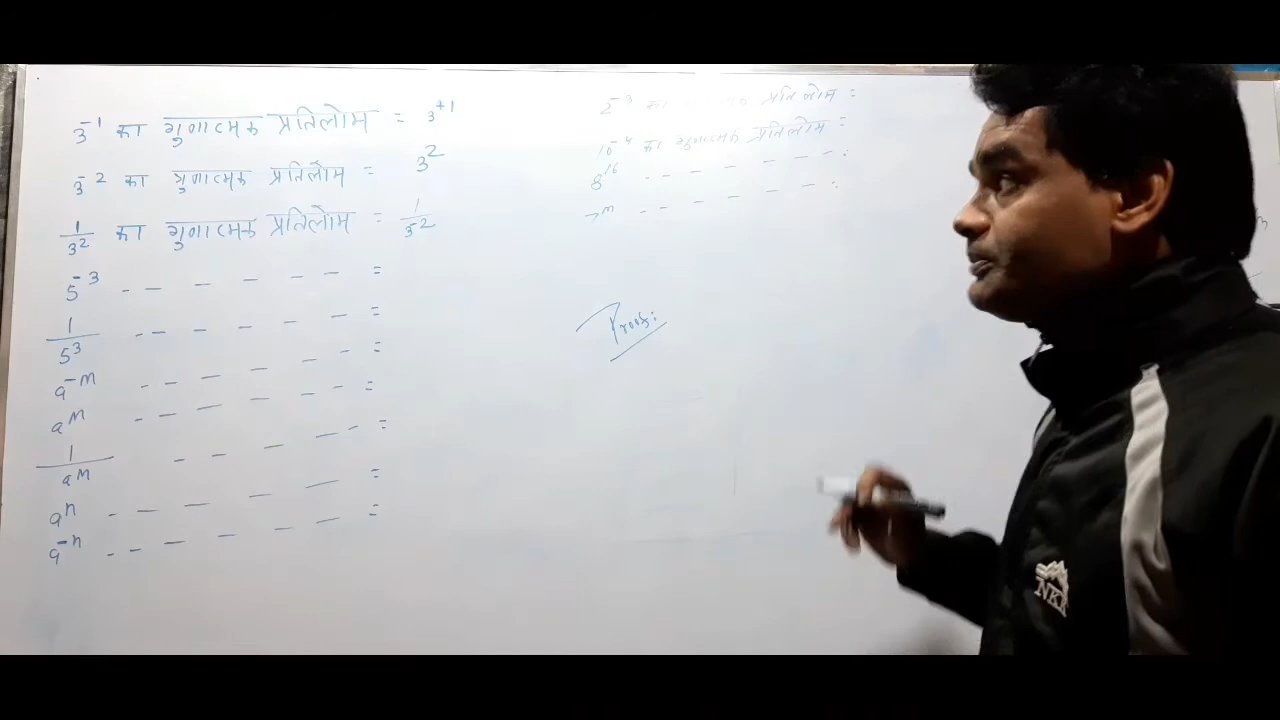 3⁻¹ का गुणात्मक प्रतिलोम = 3⁺¹
3⁻² का गुणात्मक प्रतिलोम = 3²
1/3² का गुणात्मक प्रतिलोम = 1/3⁻²
5⁻³ - - - - - - =
1/5³ - - - - - - =
a⁻ᵐ - - - - - - =
aᵐ - - - - - - =
1/aᵐ - - - - - =
aⁿ - - - - - =
a⁻ⁿ - - - - - =
2⁻³ का प्रतिलोम =
10⁻⁴ का गुणात्मक प्रतिलोम =
8¹⁶ - - - - - - :
7ᵐ - - - - - - :
Proof:
NKR